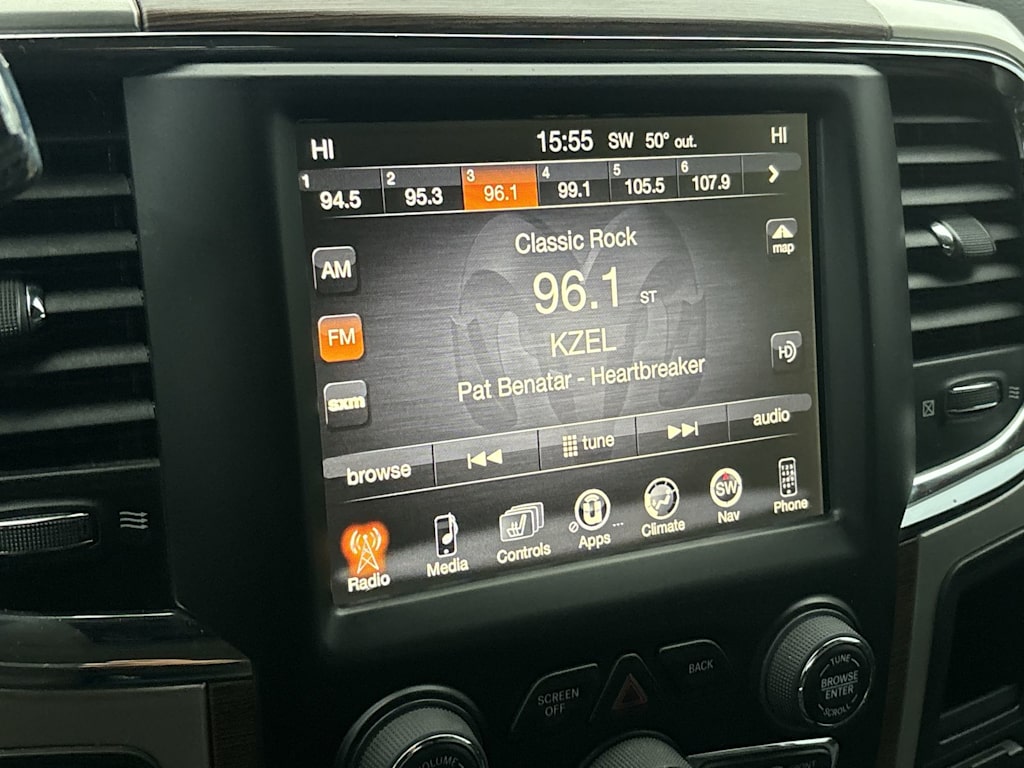 HI 15:55 SW 50° out. HI
1 94.5 2 95.3 3 96.1 4 99.1 5 105.5 6 107.9
Classic Rock
map
AM
96.1 ST
FM
KZEL
HD
Pat Benatar - Heartbreaker
sxm
browse tune audio
SW
Radio Media Controls Apps Climate Nav Phone
SCREEN OFF
BACK
TUNE
BROWSE
ENTER
SCROLL
VOLUME